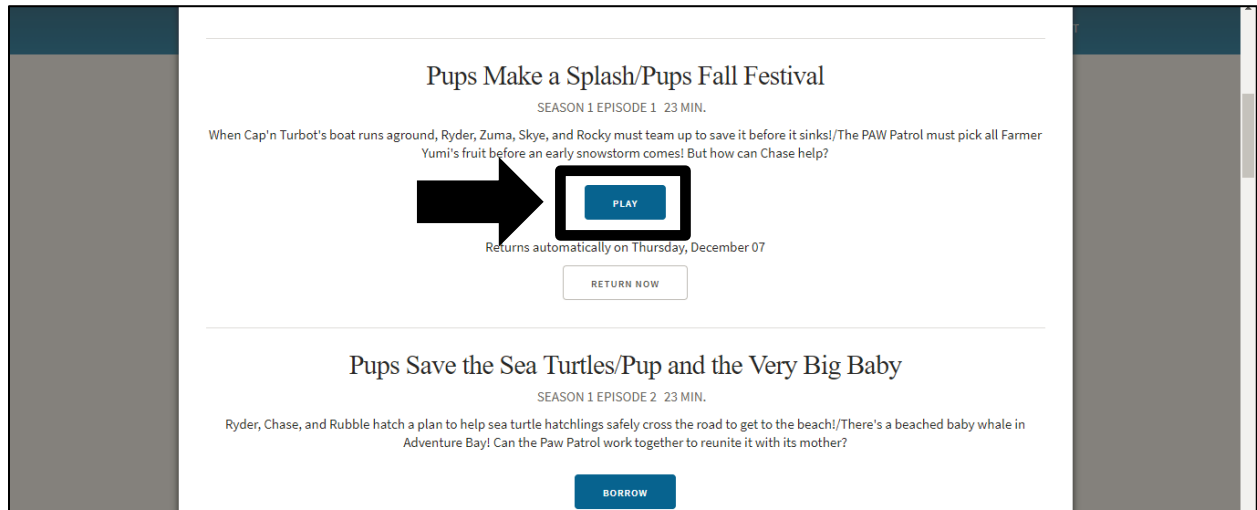 T
Pups Make a Splash/Pups Fall Festival
SEASON 1 EPISODE 1 23 MIN.
When Cap'n Turbot's boat runs aground, Ryder, Zuma, Skye, and Rocky must team up to save it before it sinks!/The PAW Patrol must pick all Farmer
Yumi's fruit before an early snowstorm comes! But how can Chase help?
PLAY
Returns automatically on Thursday, December 07
RETURN NOW
Pups Save the Sea Turtles/Pup and the Very Big Baby
SEASON 1 EPISODE 2 23 MIN.
Ryder, Chase, and Rubble hatch a plan to help sea turtle hatchlings safely cross the road to get to the beach!/There's a beached baby whale in
Adventure Bay! Can the Paw Patrol work together to reunite it with its mother?
BORROW